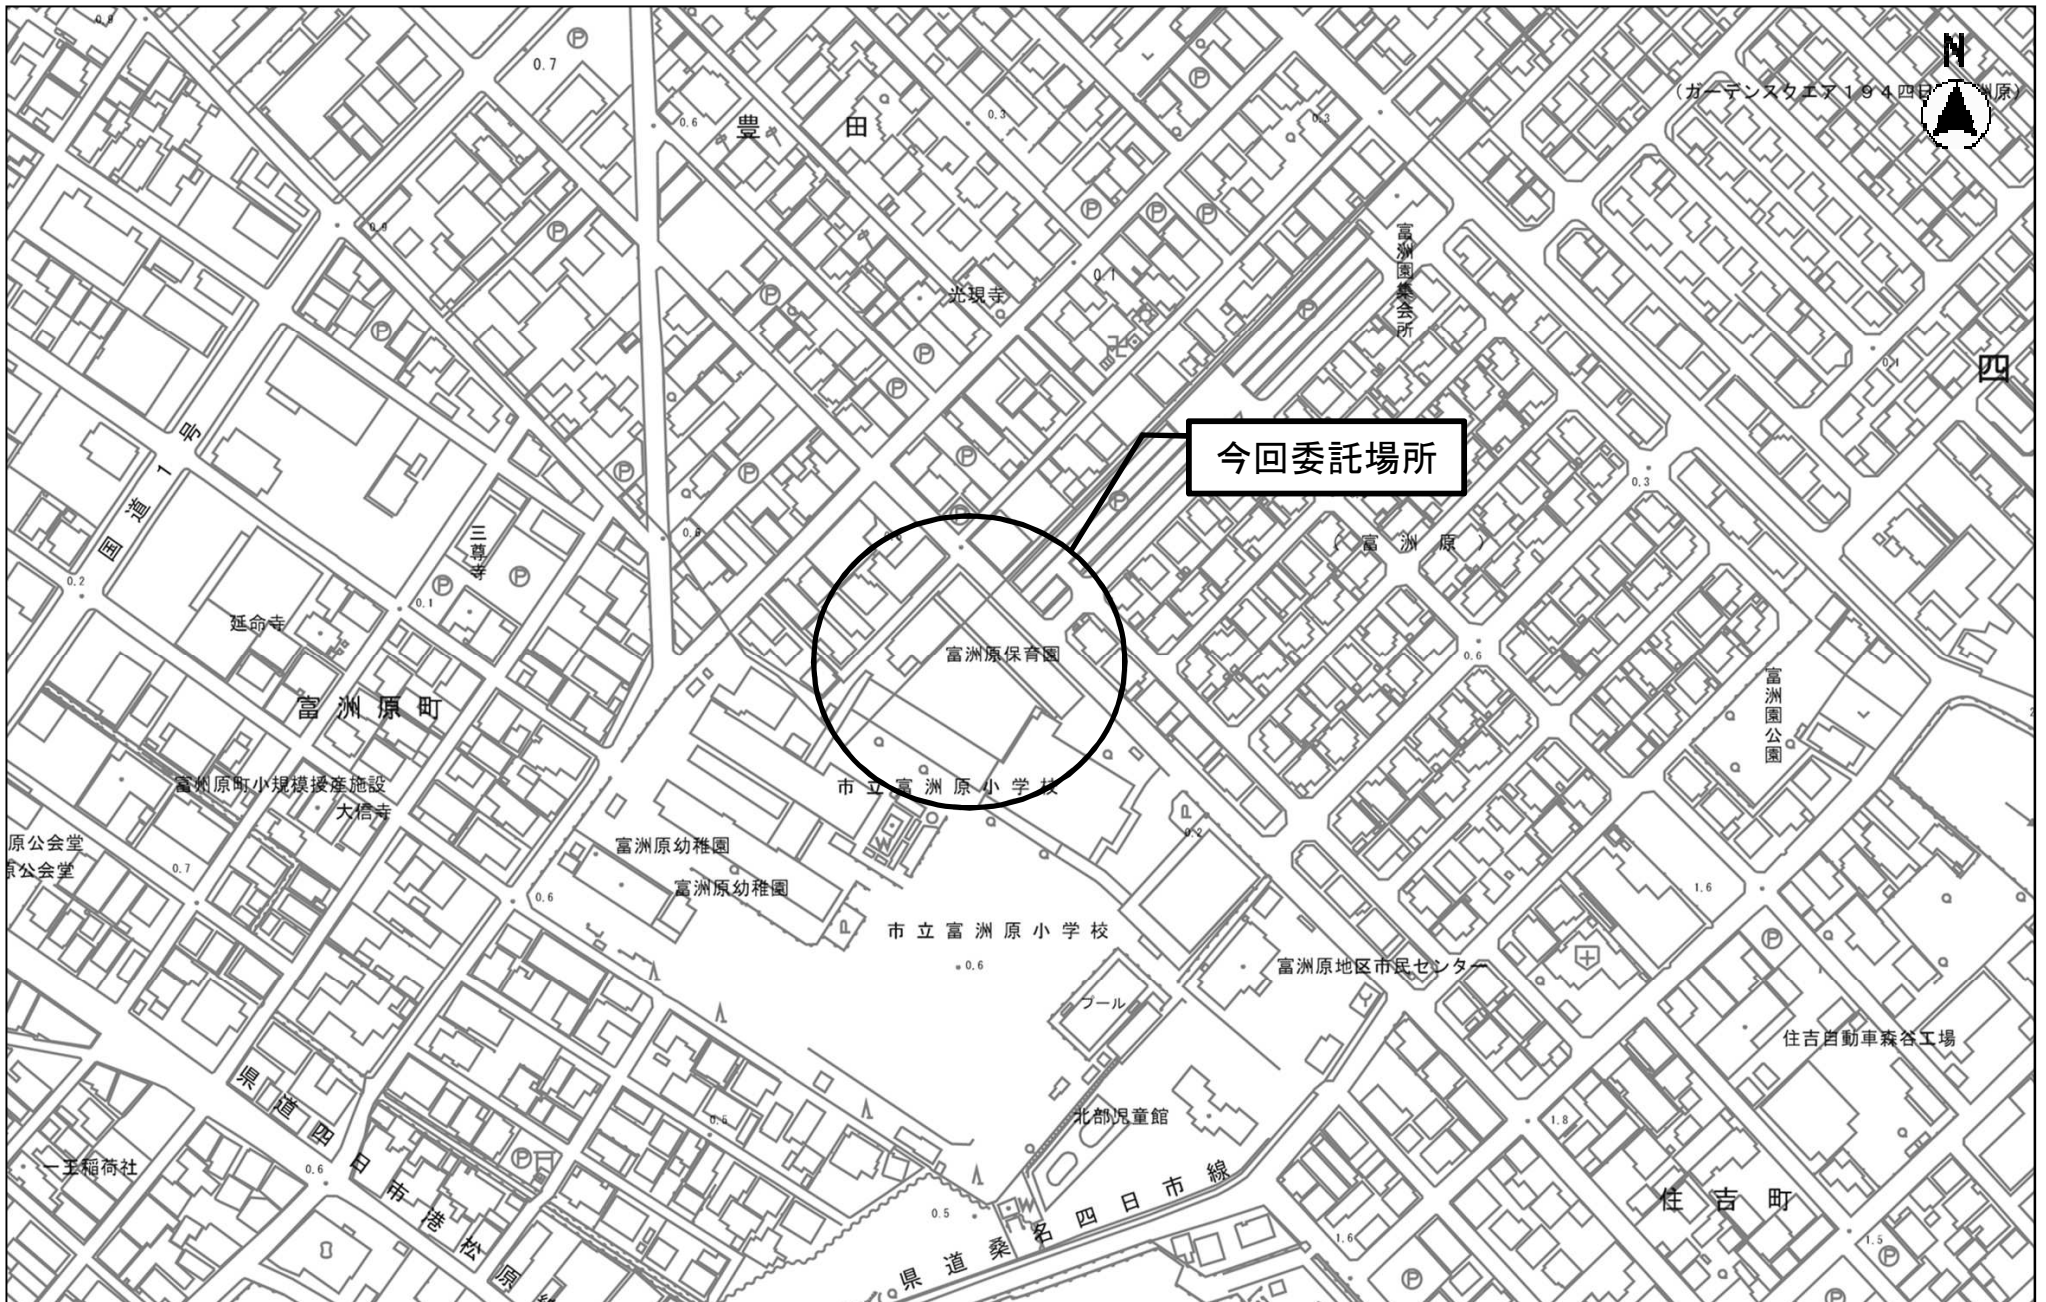 0.8
N
0.7
(ガーデンスクエア194四日
州原)
0.6
豊田
0.3
0.3
0.9
富洲園集会所
0.1
光現寺
0.1
四
今回委託場所
国道1号
0.3
三尊寺
0.6
(富洲原)
0.2
0.1
延命寺
富洲原保育園
0.6
富洲原町
富洲園公園
富州原町小規模授産施設
市立富洲原小学校
大信寺
0.2
原公会堂
富洲原幼稚園
原公会堂
0.7
富洲原幼稚園
1.6
0.6
市立富洲原小学校
0.6
富洲原地区市民センター
プール
住吉自動車森谷工場
県道四日市港松原線
0.5
北部児童館
1.8
一王稲荷社
0.6
県道桑名四日市線
住吉町
0.5
1.6
1.5